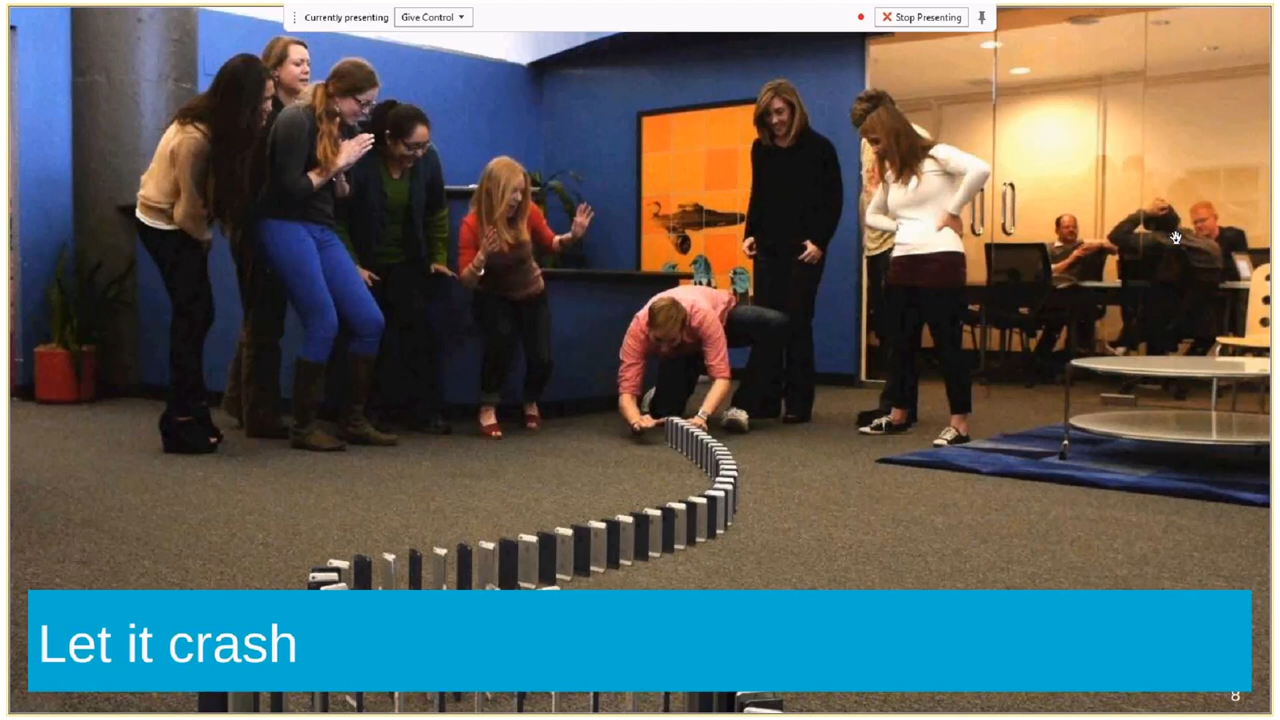 Currently presenting
Give Control
Stop Presenting
Let it crash
8